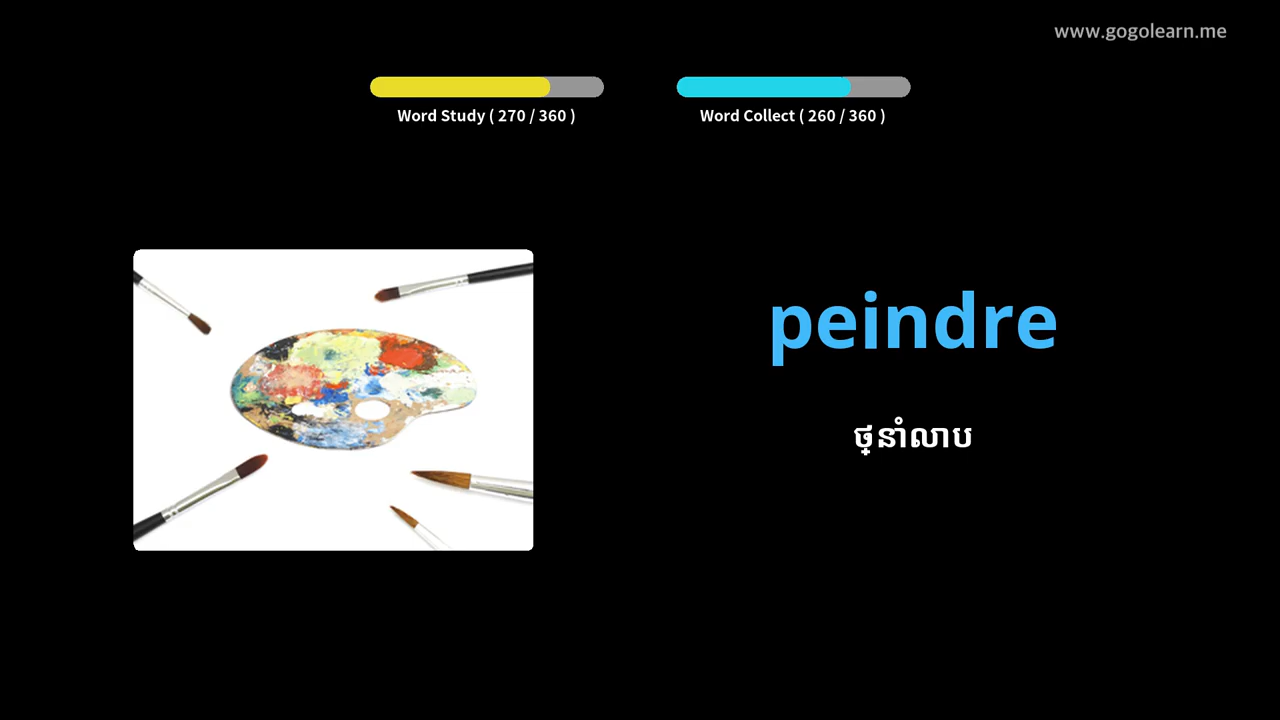 www.gogolearn.me
Word Study ( 270 / 360 )
Word Collect ( 260 / 360 )
peindre
ថ្នាំលាប